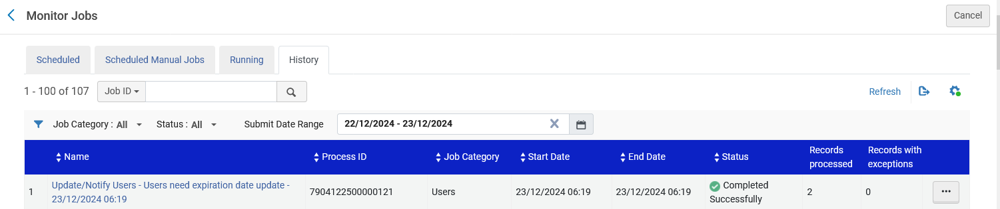 Monitor Jobs
Cancel
Scheduled
Scheduled Manual Jobs
Running
History
1 - 100 of 107
Job ID
Refresh
Job Category : All
Status : All
Submit Date Range
22/12/2024 - 23/12/2024
Name
Process ID
Job Category
Start Date
End Date
Status
Records
processed
Records with
exceptions
1
Update/Notify Users - Users need expiration date update -
23/12/2024 06:19
7904122500000121
Users
23/12/2024 06:19
23/12/2024 06:19
Completed
Successfully
2
0